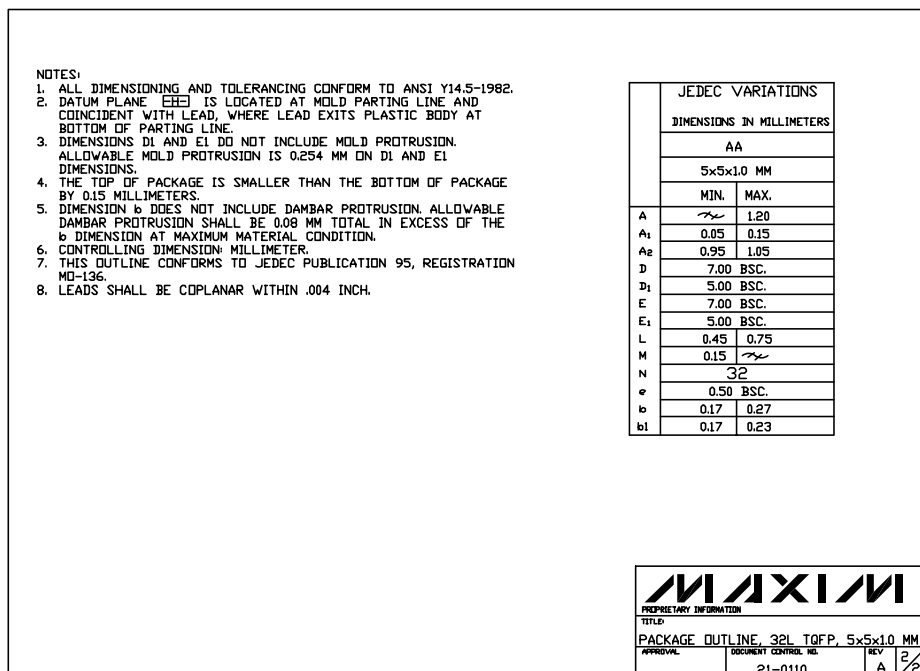 NOTES:
1. ALL DIMENSIONING AND TOLERANCING CONFORM TO ANSI Y14.5-1982.
2. DATUM PLANE -H- IS LOCATED AT MOLD PARTING LINE AND
COINCIDENT WITH LEAD, WHERE LEAD EXITS PLASTIC BODY AT
BOTTOM OF PARTING LINE.
3. DIMENSIONS D1 AND E1 DO NOT INCLUDE MOLD PROTRUSION.
ALLOWABLE MOLD PROTRUSION IS 0.254 MM ON D1 AND E1
DIMENSIONS.
4. THE TOP OF PACKAGE IS SMALLER THAN THE BOTTOM OF PACKAGE
BY 0.15 MILLIMETERS.
5. DIMENSION b DOES NOT INCLUDE DAMBAR PROTRUSION. ALLOWABLE
DAMBAR PROTRUSION SHALL BE 0.08 MM TOTAL IN EXCESS OF THE
b DIMENSION AT MAXIMUM MATERIAL CONDITION.
6. CONTROLLING DIMENSION: MILLIMETER.
7. THIS OUTLINE CONFORMS TO JEDEC PUBLICATION 95, REGISTRATION
MO-136.
8. LEADS SHALL BE COPLANAR WITHIN .004 INCH.
JEDEC VARIATIONS
DIMENSIONS IN MILLIMETERS
AA
5x5x1.0 MM
MIN. MAX.
A 1.20
A1 0.05 0.15
A2 0.95 1.05
D 7.00 BSC.
D1 5.00 BSC.
E 7.00 BSC.
E1 5.00 BSC.
L 0.45 0.75
M 0.15
N 32
e 0.50 BSC.
b 0.17 0.27
b1 0.17 0.23
MAXIM
PROPRIETARY INFORMATION
TITLE:
PACKAGE OUTLINE, 32L TQFP, 5x5x1.0 MM
APPROVAL DOCUMENT CONTROL NO. REV 2/2
21-0110 A